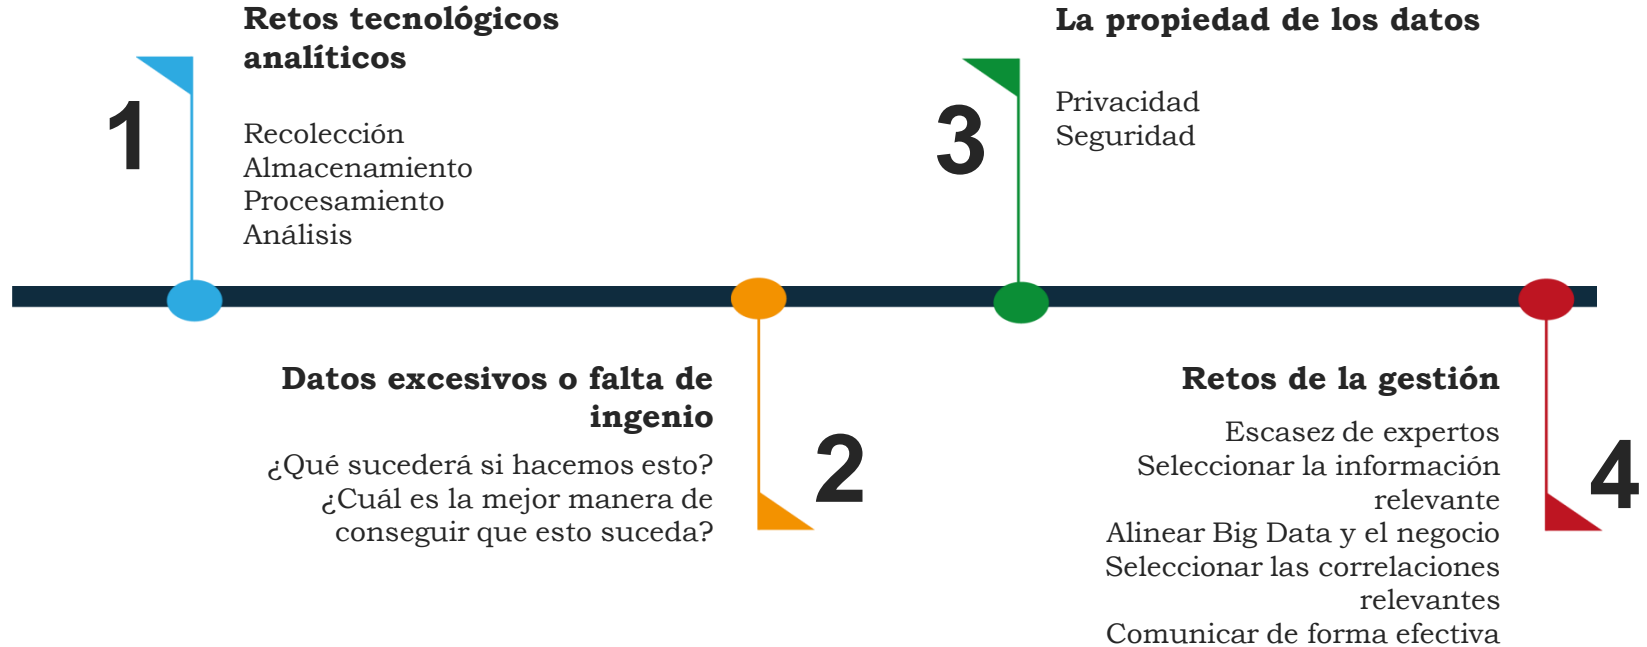 1
Retos tecnológicos
analíticos
Recolección
Almacenamiento
Procesamiento
Análisis
2
Datos excesivos o falta de
ingenio
¿Qué sucederá si hacemos esto?
¿Cuál es la mejor manera de
conseguir que esto suceda?
3
La propiedad de los datos
Privacidad
Seguridad
4
Retos de la gestión
Escasez de expertos
Seleccionar la información
relevante
Alinear Big Data y el negocio
Seleccionar las correlaciones
relevantes
Comunicar de forma efectiva